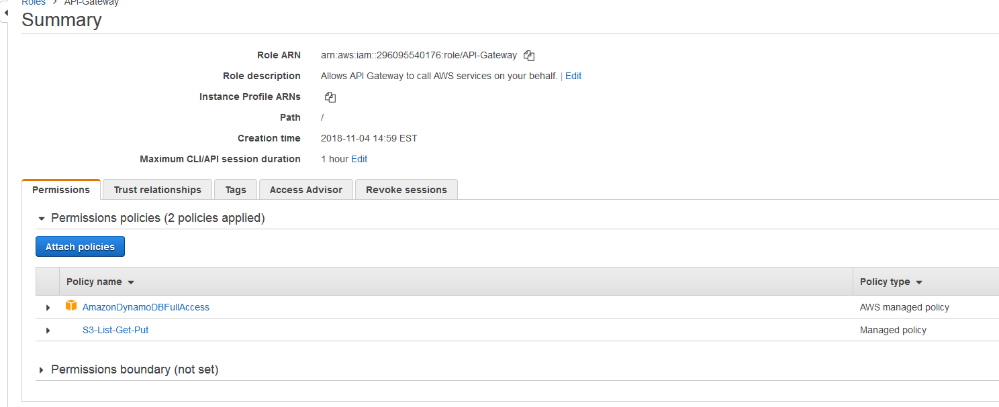 Roles > API-Gateway
Summary
Role ARN arn:aws:iam::296095540176:role/API-Gateway
Role description Allows API Gateway to call AWS services on your behalf. | Edit
Instance Profile ARNs
Path /
Creation time 2018-11-04 14:59 EST
Maximum CLI/API session duration 1 hour Edit
Permissions Trust relationships Tags Access Advisor Revoke sessions
Permissions policies (2 policies applied)
Attach policies
Policy name Policy type
AmazonDynamoDBFullAccess AWS managed policy
S3-List-Get-Put Managed policy
Permissions boundary (not set)